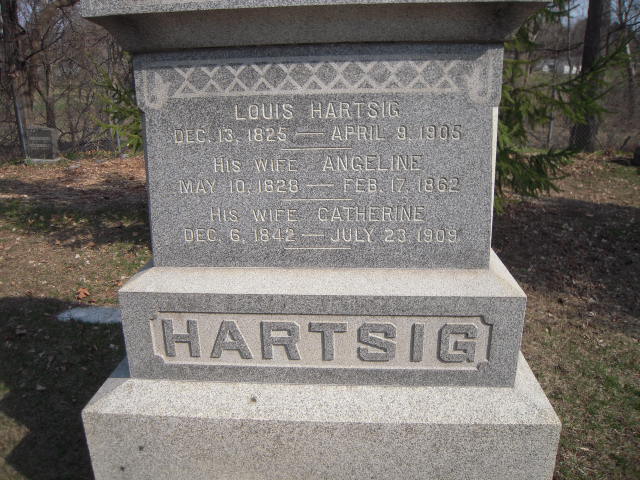 LOUIS HARTSIG
DEC. 13, 1825 — APRIL 9, 1905
HIS WIFE ANGELINE
MAY 10, 1828 — FEB. 17, 1862
HIS WIFE CATHERINE
DEC. 6, 1842 — JULY 23, 1909
HARTSIG